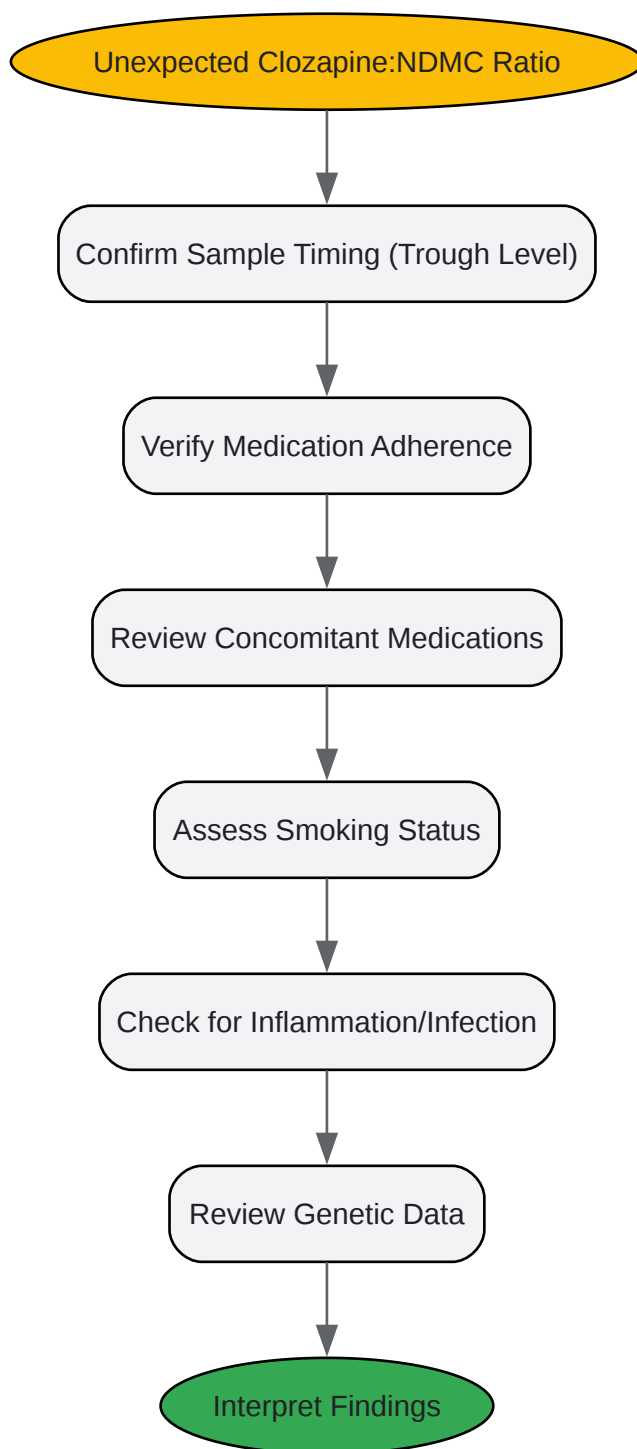 Unexpected Clozapine:NDMC Ratio
Confirm Sample Timing (Trough Level)
Verify Medication Adherence
Review Concomitant Medications
Assess Smoking Status
Check for Inflammation/Infection
Review Genetic Data
Interpret Findings